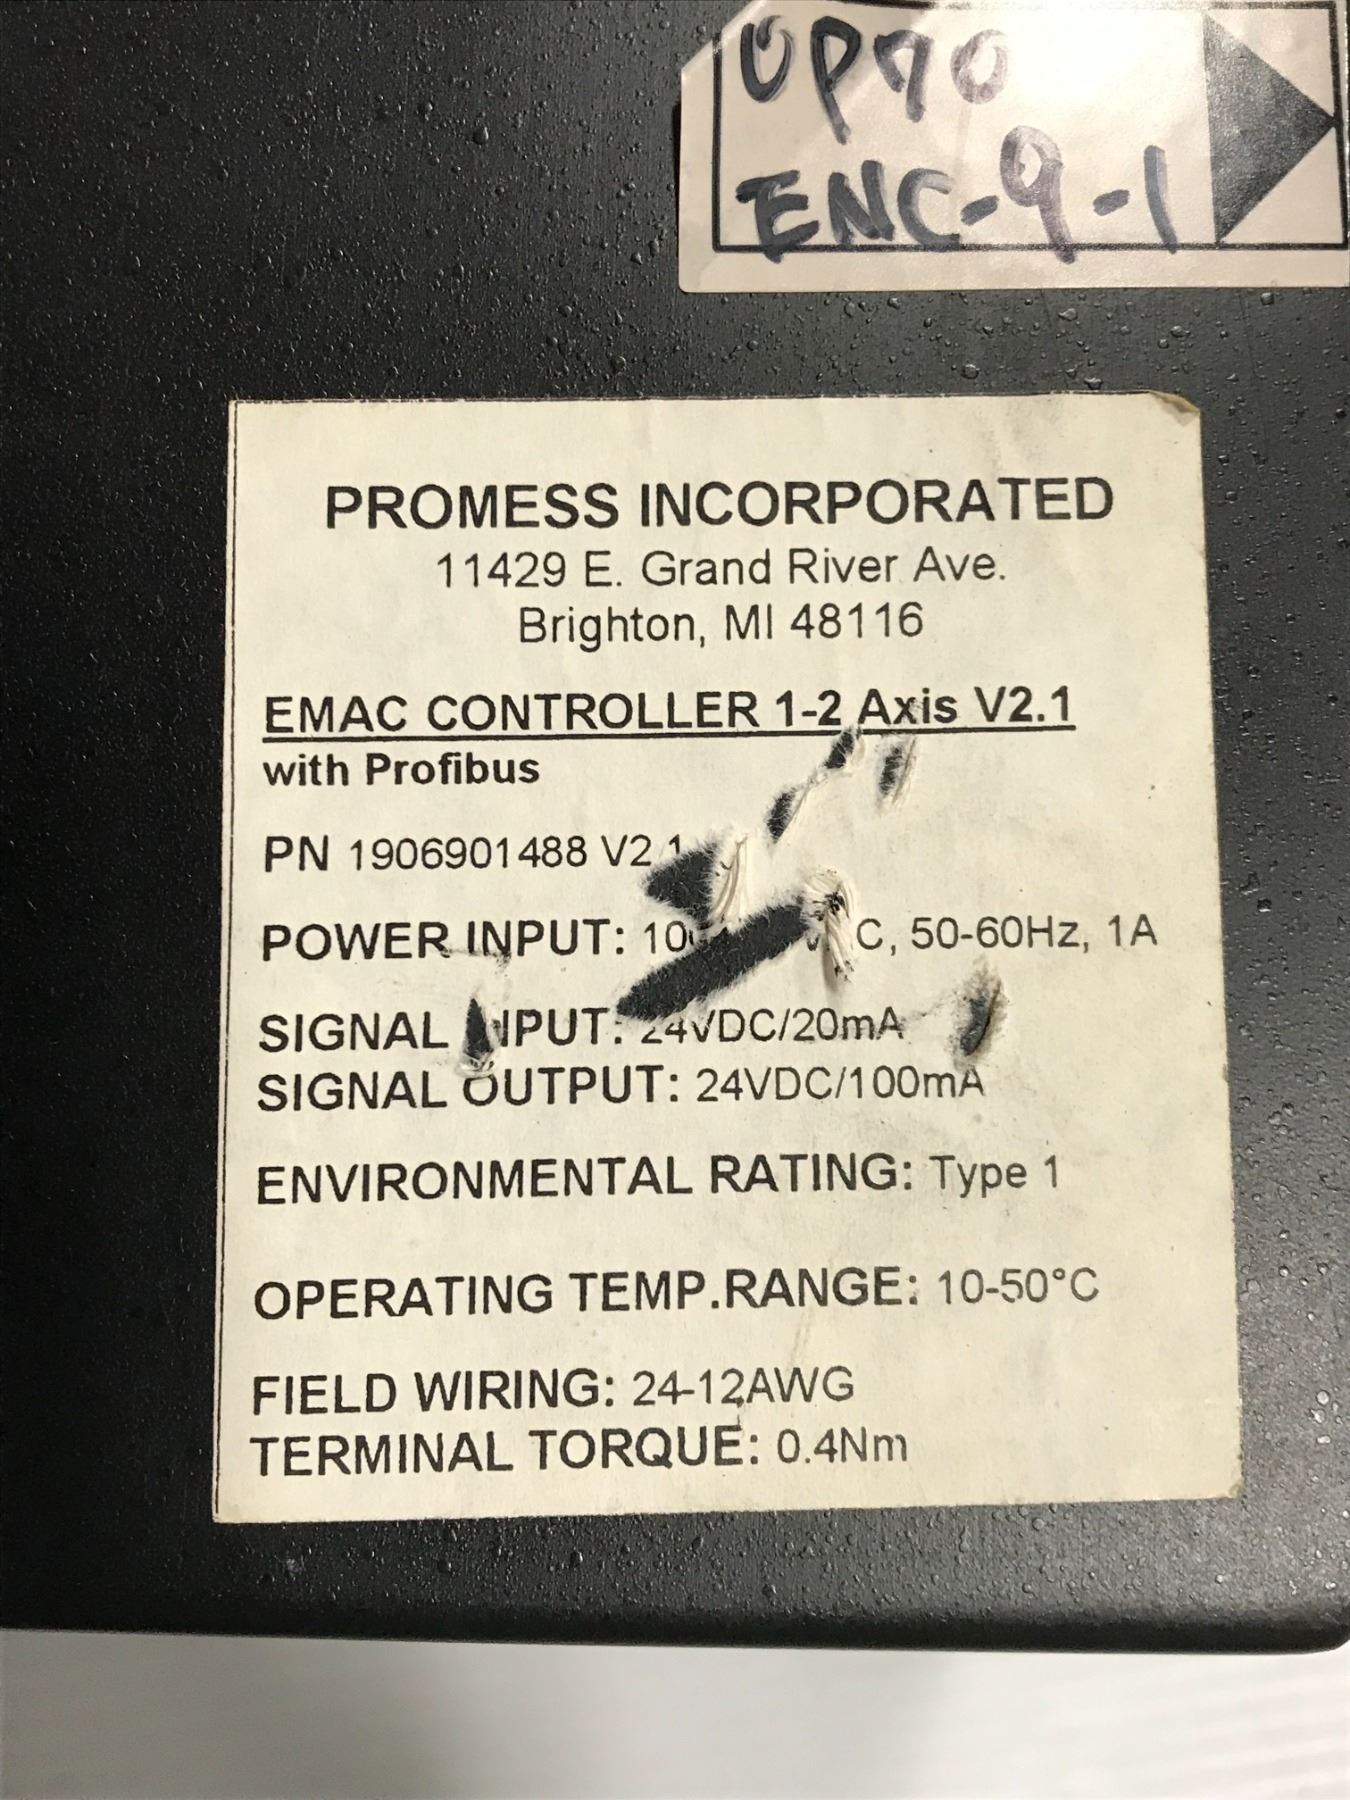 OP70
ENC-9-1
PROMESS INCORPORATED
11429 E. Grand River Ave.
Brighton, MI 48116
EMAC CONTROLLER 1-2 Axis V2.1
with Profibus
PN 1906901488 V2.1
POWER INPUT: C, 50-60Hz, 1A
SIGNAL INPUT: 24VDC/20mA
SIGNAL OUTPUT: 24VDC/100mA
ENVIRONMENTAL RATING: Type 1
OPERATING TEMP.RANGE: 10-50°C
FIELD WIRING: 24-12AWG
TERMINAL TORQUE: 0.4Nm